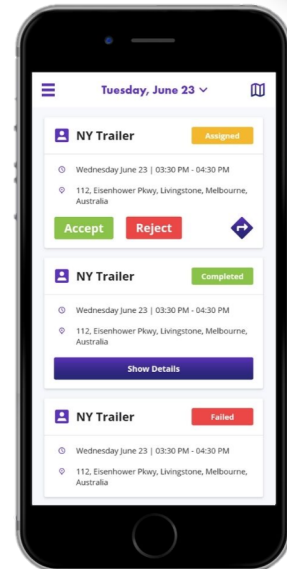 Tuesday, June 23
NY Trailer
Assigned
Wednesday June 23 | 03:30 PM - 04:30 PM
112, Eisenhower Pkwy, Livingstone, Melbourne,
Australia
Accept
Reject
NY Trailer
Completed
Wednesday June 23 | 03:30 PM - 04:30 PM
112, Eisenhower Pkwy, Livingstone, Melbourne,
Australia
Show Details
NY Trailer
Failed
Wednesday June 23 | 03:30 PM - 04:30 PM
112, Eisenhower Pkwy, Livingstone, Melbourne,
Australia